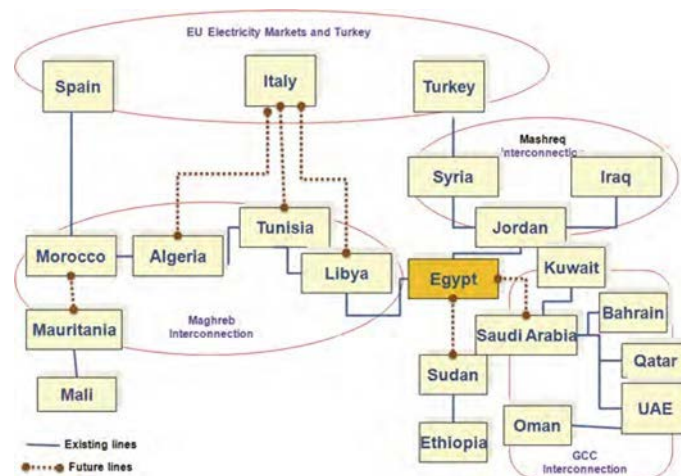 EU Electricity Markets and Turkey
Spain
Italy
Turkey
Mashreq
Interconnectic
Syria
Iraq
Jordan
Tunisia
Morocco
Algeria
Libya
Egypt
Kuwait
Mauritania
Maghreb
Interconnection
Saudi Arabia
Bahrain
Qatar
Mali
Sudan
UAE
Oman
Ethiopia
GCC
Interconnection
Existing lines
Future lines